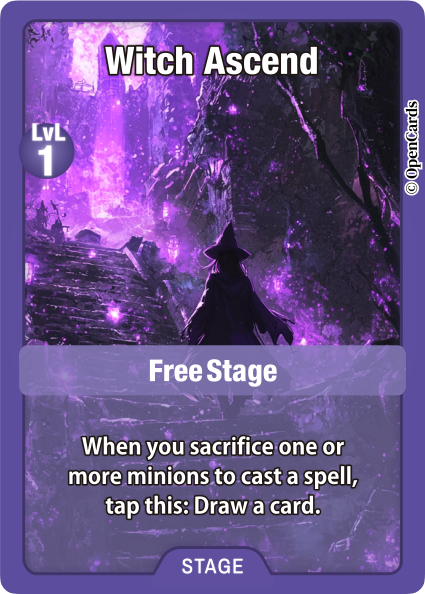 Witch Ascend
LvL
1
© OpenCards
Free Stage
When you sacrifice one or
more minions to cast a spell,
tap this: Draw a card.
STAGE